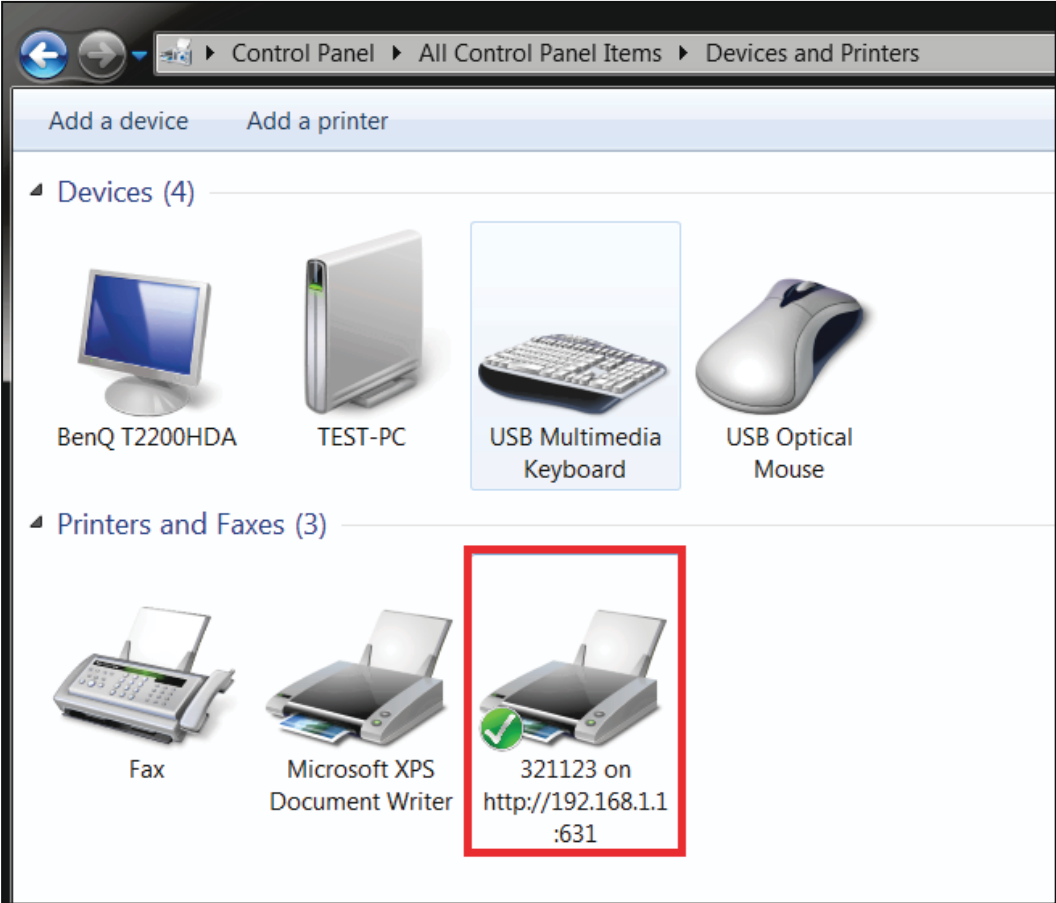 Control Panel ▸ All Control Panel Items ▸ Devices and Printers
Add a device Add a printer
Devices (4)
BenQ T2200HDA
TEST-PC
USB Multimedia
Keyboard
USB Optical
Mouse
Printers and Faxes (3)
Fax
Microsoft XPS
Document Writer
321123 on
http://192.168.1.1
:631